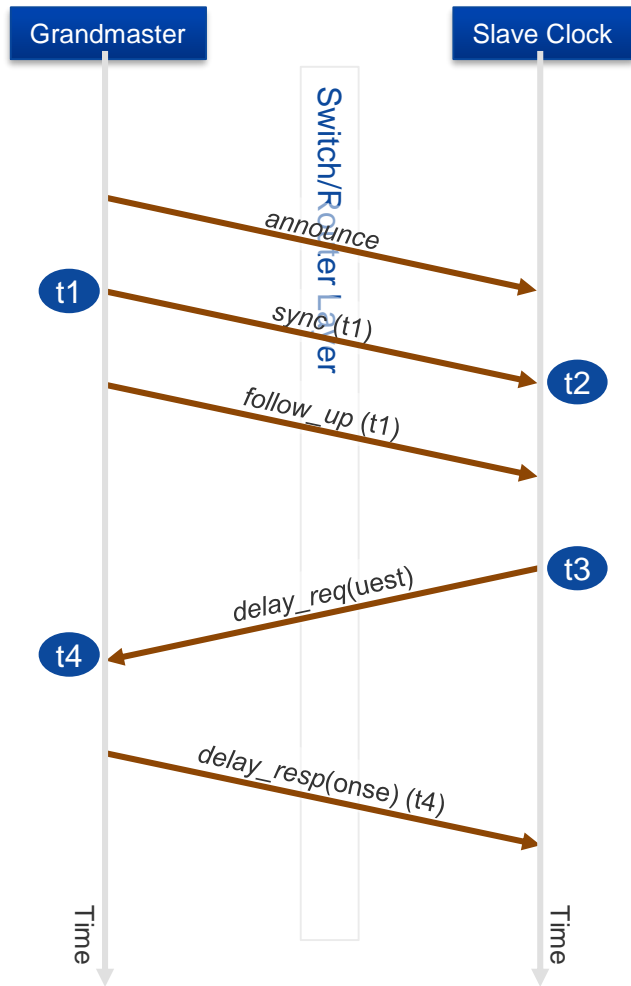 Grandmaster
Slave Clock
Switch/Router Layer
announce
t1
sync (t1)
t2
follow_up (t1)
t3
delay_req(uest)
t4
delay_resp(onse) (t4)
Time
Time